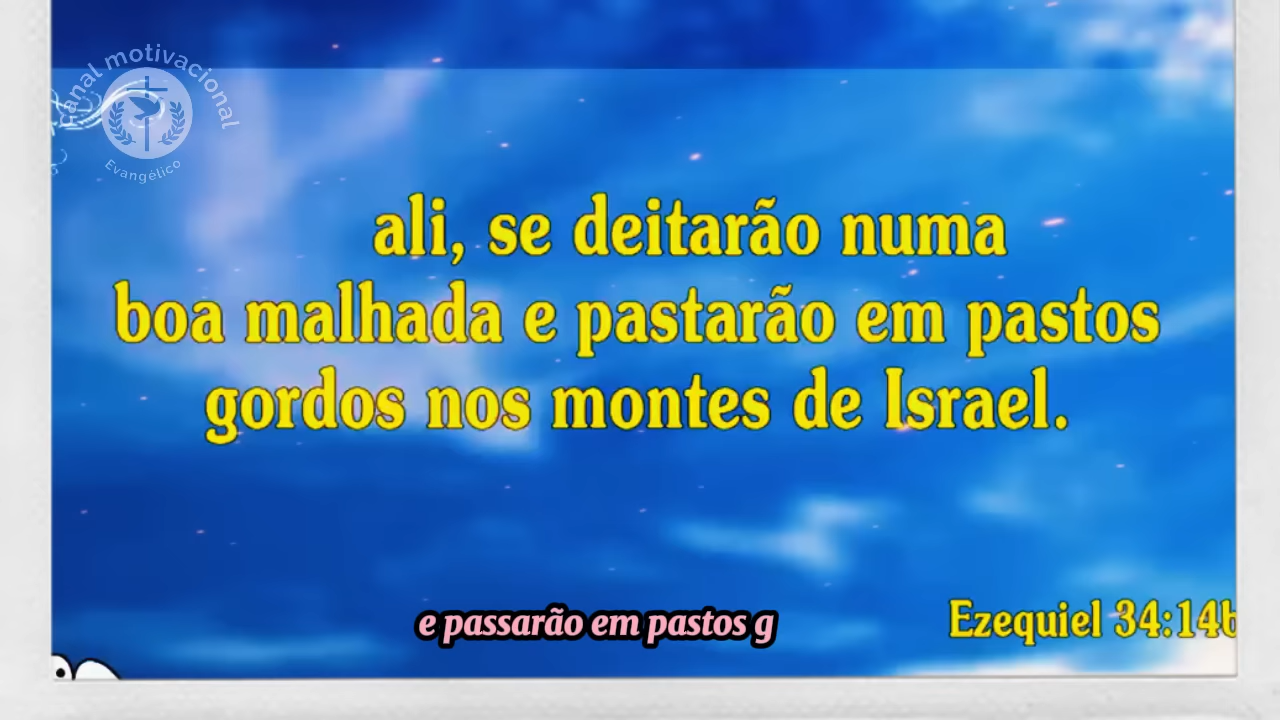 Canal motivacional
Evangélico
ali, se deitarão numa
boa malhada e pastarão em pastos
gordos nos montes de Israel.
e passarão em pastos g
Ezequiel 34:14b